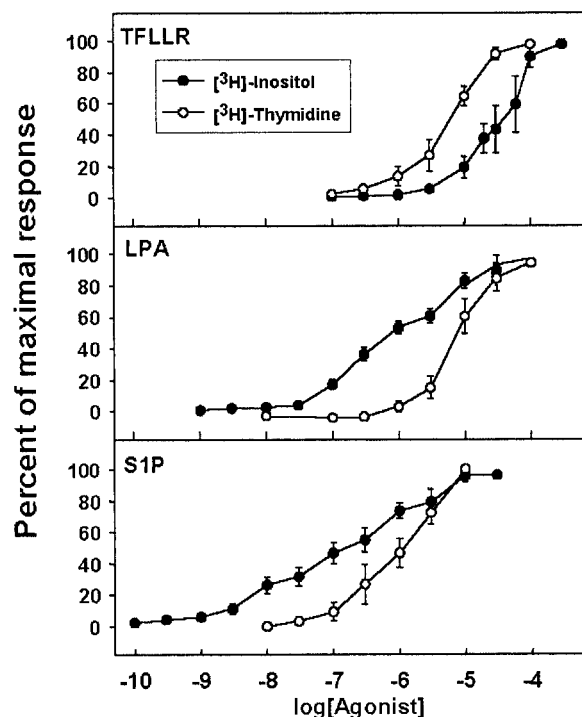 Percent of maximal response
TFLLR
[³H]-Inositol
[³H]-Thymidine
100
80
60
40
20
0
LPA
100
80
60
40
20
0
S1P
100
80
60
40
20
0
-10 -9 -8 -7 -6 -5 -4
log[Agonist]